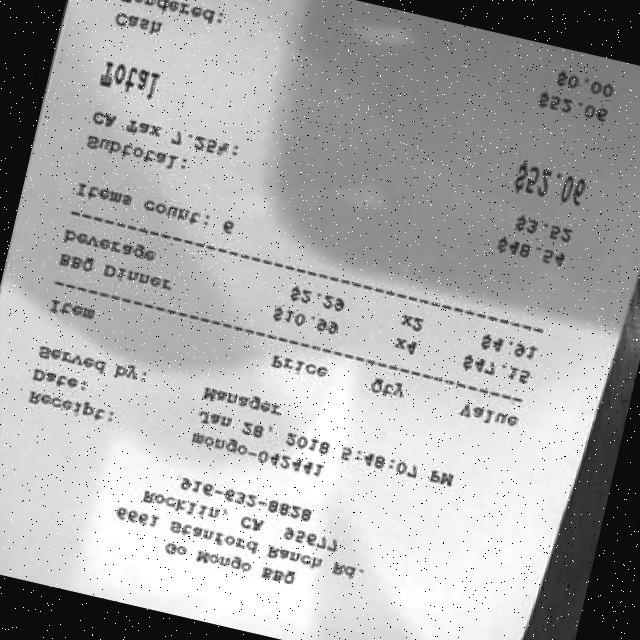 Go Mongo BBQ
6661 Stanford Ranch Rd.
Rocklin, CA 95677
916-632-8828
Receipt: mongo-042441
Date: Jan 28, 2018 5:48:07 PM
Served by: Manager
Item Price Qty Value
BBQ Dinner $10.99 x4 $47.15
beverage $2.29 x2 $4.91
Items count: 6
Subtotal: $48.54
CA Tax 7.25%: $3.52
Total $52.06
Cash $52.06
$0.00